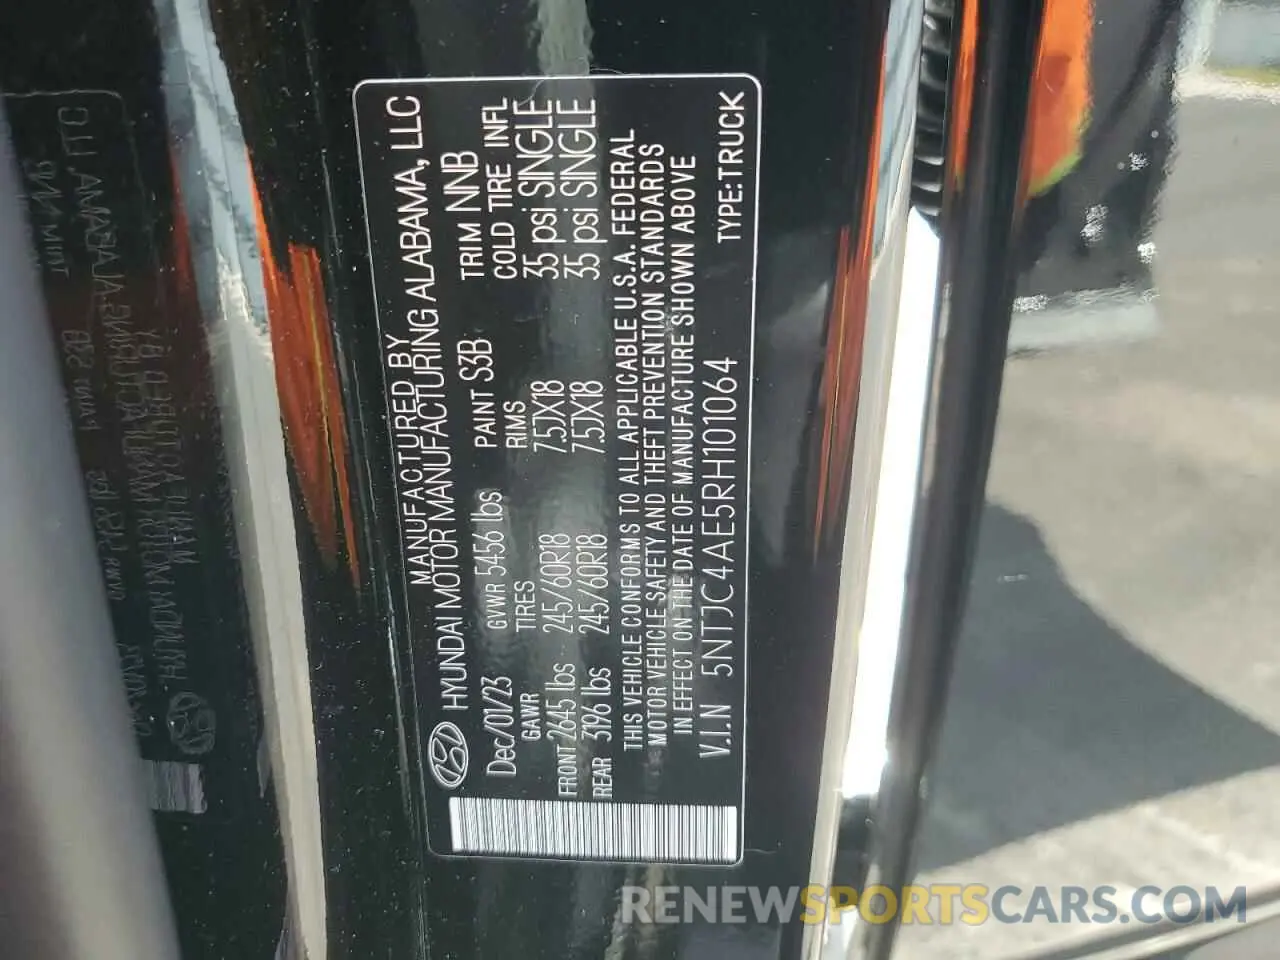 MANUFACTURED BY
HYUNDAI MOTOR MANUFACTURING ALABAMA, LLC
Dec/01/23 GVWR 5456 lbs PAINT S3B TRIM NNB
GAWR TIRES RIMS COLD TIRE INFL
FRONT 2645 lbs 245/60R18 7.5JX18 35 psi SINGLE
REAR 3196 lbs 245/60R18 7.5JX18 35 psi SINGLE
THIS VEHICLE CONFORMS TO ALL APPLICABLE U.S.A. FEDERAL
MOTOR VEHICLE SAFETY AND THEFT PREVENTION STANDARDS
IN EFFECT ON THE DATE OF MANUFACTURE SHOWN ABOVE
V.I.N 5NTJC4AE5RH101064 TYPE:TRUCK
RENEWSPORTSCARS.COM